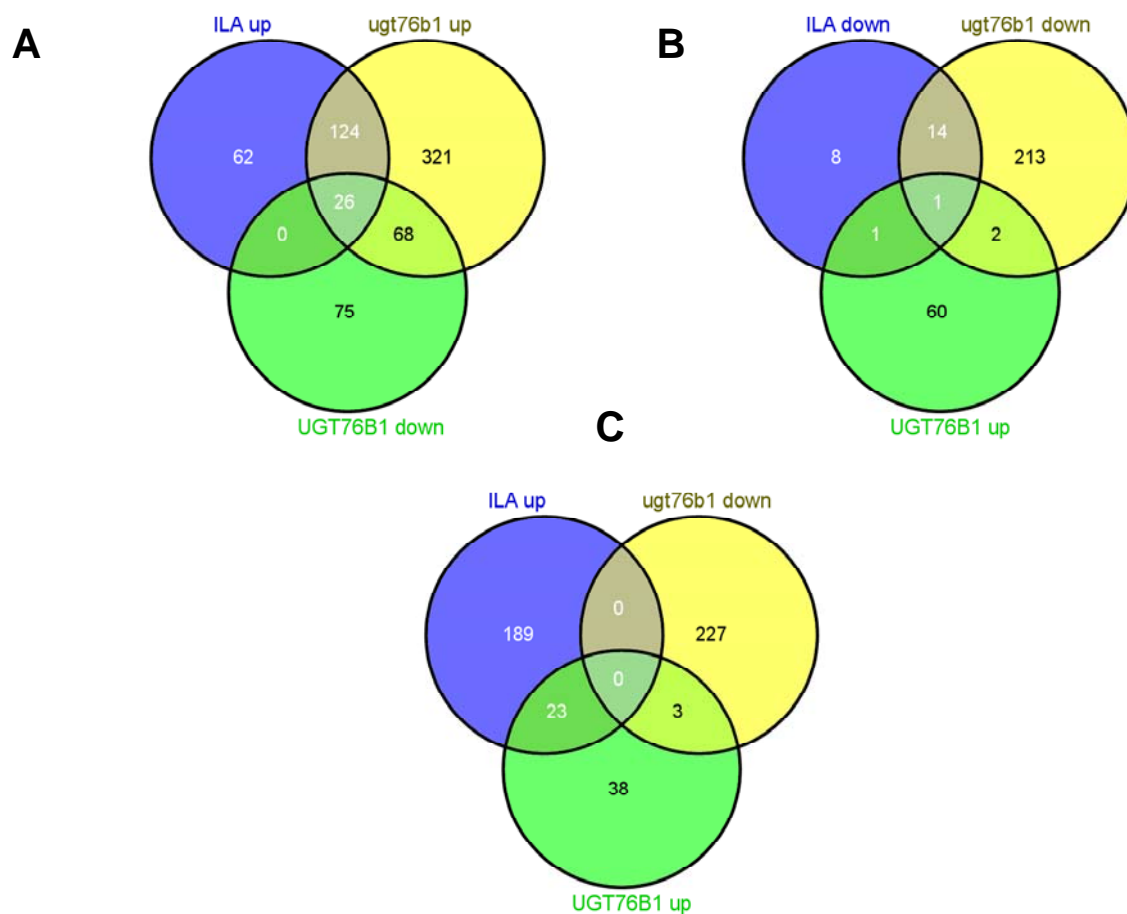 A
ILA up
ugt76b1 up
124
62
321
26
0
68
75
UGT76B1 down
B
ILA down
ugt76b1 down
14
8
213
1
1
2
60
UGT76B1 up
C
ILA up
ugt76b1 down
0
189
227
0
23
3
38
UGT76B1 up